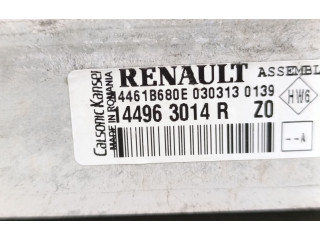 RENAULT ASSEMBL
4461B680E 030313 0139
14496 3014 R Z0
HW6
--A
Calsonic Kansei
MADE IN ROMANIA